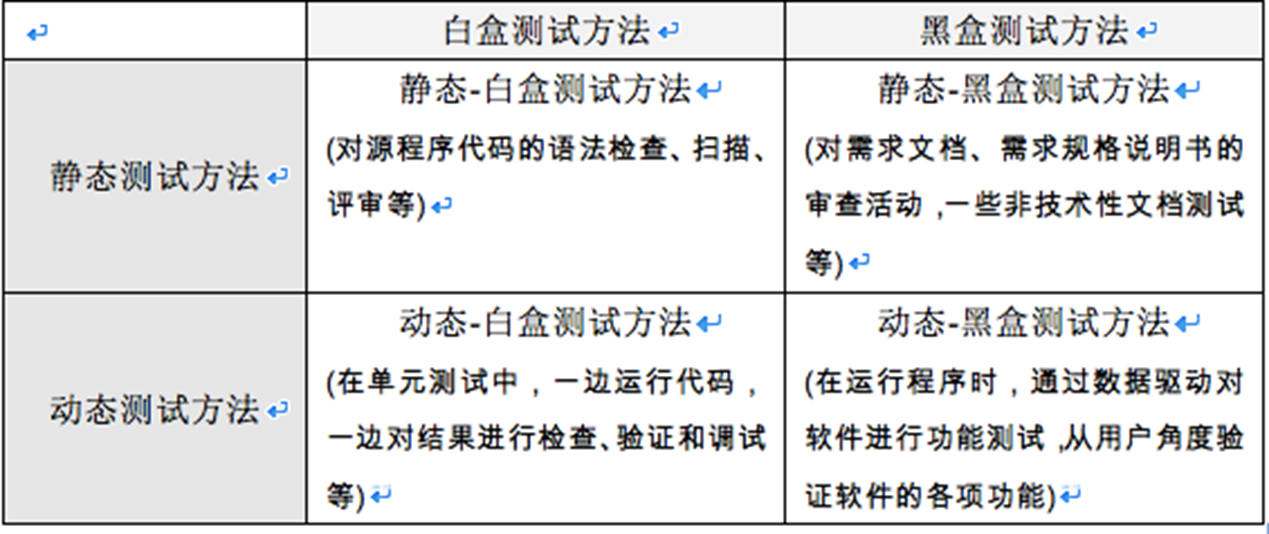 白盒测试方法
黑盒测试方法
静态测试方法
静态-白盒测试方法
(对源程序代码的语法检查、扫描、
评审等)
静态-黑盒测试方法
(对需求文档、需求规格说明书的
审查活动,一些非技术性文档测试
等)
动态测试方法
动态-白盒测试方法
(在单元测试中，一边运行代码，
一边对结果进行检查、验证和调试
等)
动态-黑盒测试方法
(在运行程序时，通过数据驱动对
软件进行功能测试,从用户角度验
证软件的各项功能)